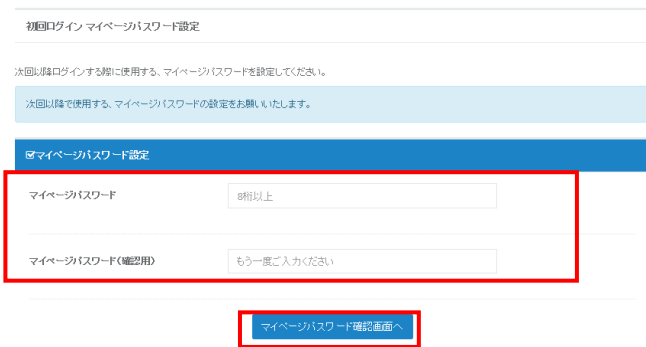 初回ログイン マイページパスワード設定
次回以降ログインする際に使用する、マイページパスワードを設定してください。
次回以降で使用する、マイページパスワードの設定をお願いいたします。
☑マイページパスワード設定
マイページパスワード 8桁以上
マイページパスワード(確認用) もう一度ご入力ください
マイページパスワード確認画面へ